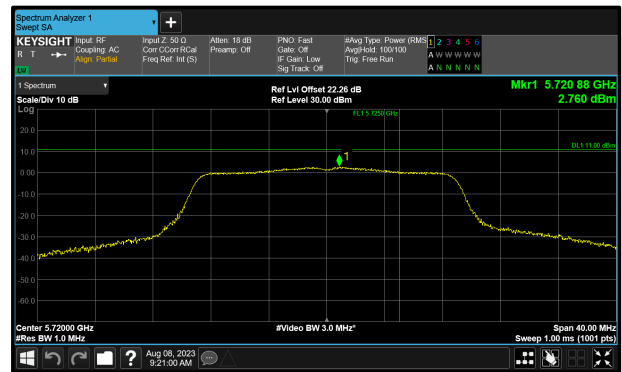 Spectrum Analyzer 1
Swept SA
KEYSIGHT
R T
LXI
Input: RF
Coupling: AC
Align: Partial
Input Z: 50 Ω
Corr CCorr RCal
Freq Ref: Int (S)
Atten: 18 dB
Preamp: Off
PNO: Fast
Gate: Off
IF Gain: Low
Sig Track: Off
#Avg Type: Power (RMS
Avg|Hold: 100/100
Trig: Free Run
1 2 3 4 5 6
A W W W W W
A N N N N N
1 Spectrum
Scale/Div 10 dB
Log
Ref Lvl Offset 22.26 dB
Ref Level 30.00 dBm
Mkr1 5.720 88 GHz
2.760 dBm
FL1 5.7250 GHz
DL1 11.00 dBm
1
20.0
10.0
0.00
-10.0
-20.0
-30.0
-40.0
-50.0
-60.0
Center 5.72000 GHz
#Res BW 1.0 MHz
#Video BW 3.0 MHz*
Span 40.00 MHz
Sweep 1.00 ms (1001 pts)
?
Aug 08, 2023
9:21:00 AM